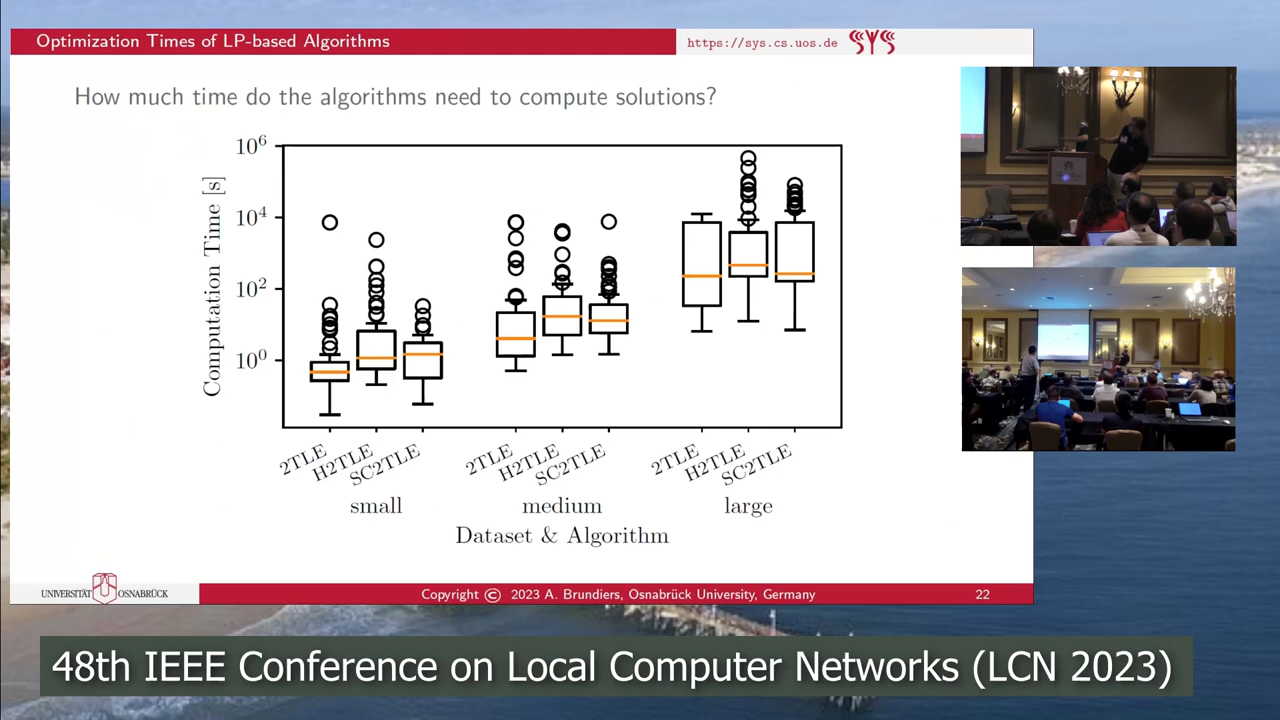 Optimization Times of LP-based Algorithms
https://sys.cs.uos.de
SYS
How much time do the algorithms need to compute solutions?
10^6
10^4
10^2
10^0
Computation Time [s]
2TLE H2TLE SC2TLE 2TLE H2TLE SC2TLE 2TLE H2TLE SC2TLE
small medium large
Dataset & Algorithm
UNIVERSITÄT OSNABRÜCK
Copyright © 2023 A. Brundiers, Osnabrück University, Germany
22
48th IEEE Conference on Local Computer Networks (LCN 2023)